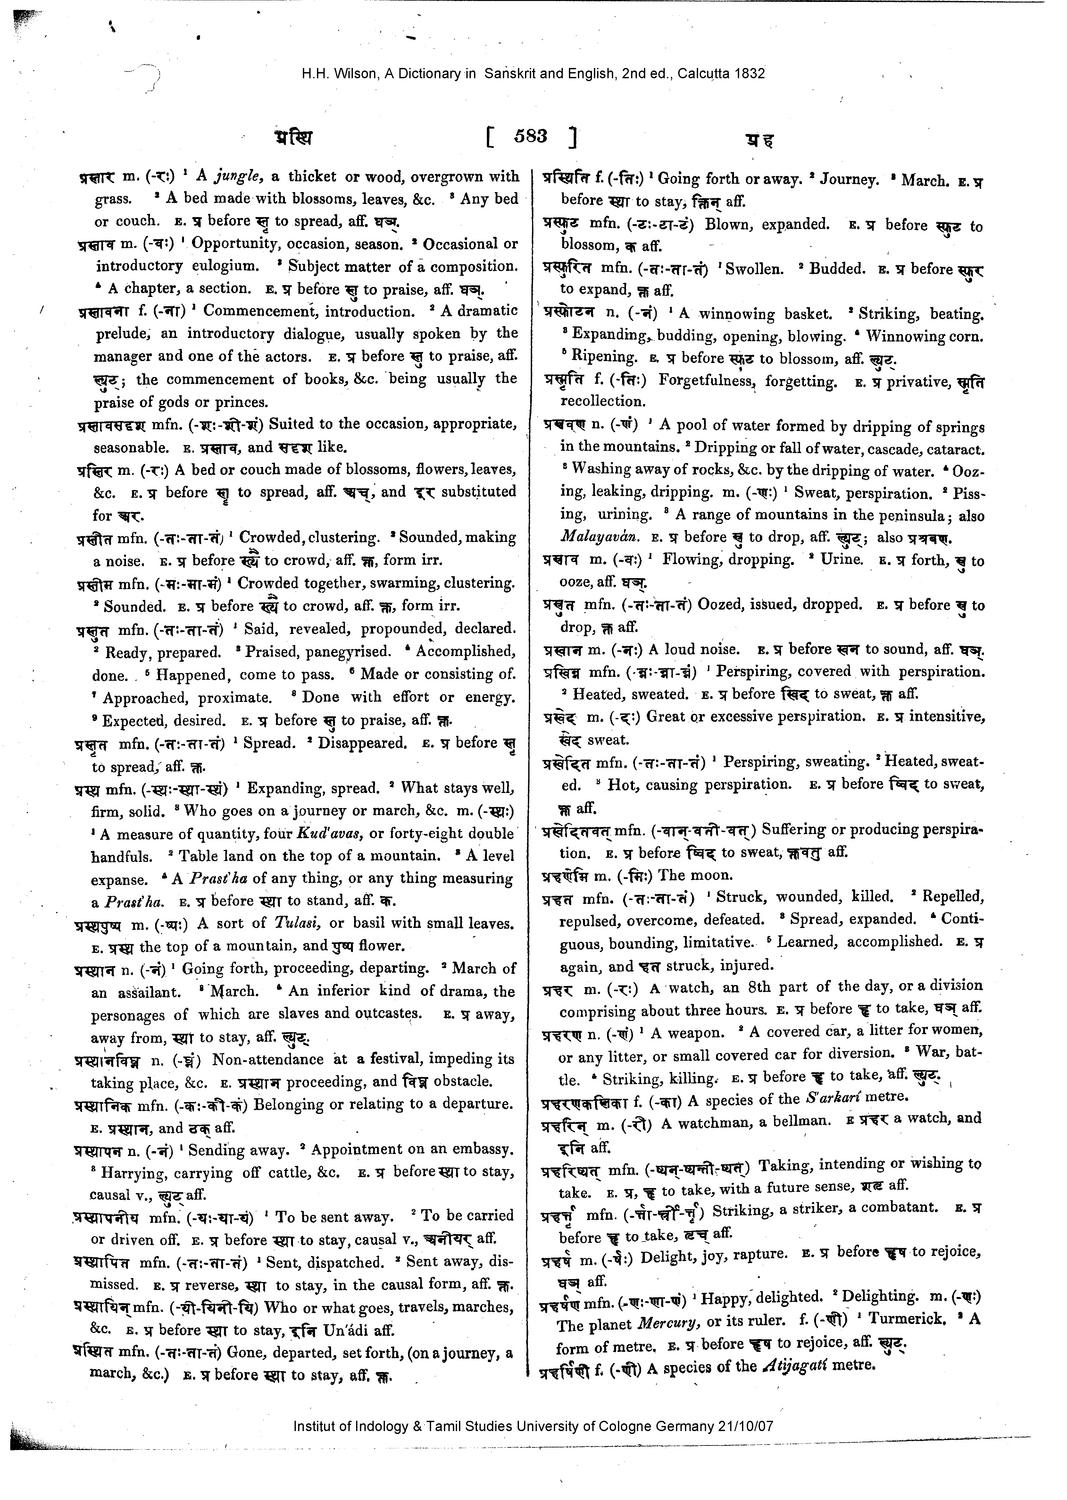 H.H. Wilson, A Dictionary in Sanskrit and English, 2nd ed., Calcutta 1832
प्रस्थि [ 583 ] प्रह
प्रस्तार m. (-रः) ¹ A jungle, a thicket or wood, overgrown with
grass. ² A bed made with blossoms, leaves, &c. ³ Any bed
or couch. E. प्र before स्तृ to spread, aff. घञ्.
प्रस्ताव m. (-वः) ¹ Opportunity, occasion, season. ² Occasional or
introductory eulogium. ³ Subject matter of a composition.
⁴ A chapter, a section. E. प्र before स्तु to praise, aff. घञ्.
प्रस्तावना f. (-ना) ¹ Commencement, introduction. ² A dramatic
prelude, an introductory dialogue, usually spoken by the
manager and one of the actors. E. प्र before स्तु to praise, aff.
ल्युट्; the commencement of books, &c. being usually the
praise of gods or princes.
प्रस्तावसदृश mfn. (-शः-शी-शं) Suited to the occasion, appropriate,
seasonable. E. प्रस्ताव, and सदृश like.
प्रस्तिर m. (-रः) A bed or couch made of blossoms, flowers, leaves,
&c. E. प्र before स्तॄ to spread, aff. अच्, and इर substituted
for अर.
प्रस्तीत mfn. (-तः-ता-तं) ¹ Crowded, clustering. ² Sounded, making
a noise. E. प्र before स्त्यै to crowd, aff. क्त, form irr.
प्रस्तीम mfn. (-मः-मा-मं) ¹ Crowded together, swarming, clustering.
² Sounded. E. प्र before स्त्यै to crowd, aff. क्त, form irr.
प्रस्तुत mfn. (-तः-ता-तं) ¹ Said, revealed, propounded, declared.
² Ready, prepared. ³ Praised, panegyrised. ⁴ Accomplished,
done. ⁵ Happened, come to pass. ⁶ Made or consisting of.
⁷ Approached, proximate. ⁸ Done with effort or energy.
⁹ Expected, desired. E. प्र before स्तु to praise, aff. क्त.
प्रस्तृत mfn. (-तः-ता-तं) ¹ Spread. ² Disappeared. E. प्र before स्तृ
to spread, aff. क्त.
प्रस्थ mfn. (-स्थः-स्था-स्थं) ¹ Expanding, spread. ² What stays well,
firm, solid. ³ Who goes on a journey or march, &c. m. (-स्थः)
¹ A measure of quantity, four Kud'avas, or forty-eight double
handfuls. ² Table land on the top of a mountain. ³ A level
expanse. ⁴ A Prast'ha of any thing, or any thing measuring
a Prast'ha. E. प्र before स्था to stand, aff. क.
प्रस्थपुष्प m. (-ष्पः) A sort of Tulasi, or basil with small leaves.
E. प्रस्थ the top of a mountain, and पुष्प flower.
प्रस्थान n. (-नं) ¹ Going forth, proceeding, departing. ² March of
an assailant. ³ March. ⁴ An inferior kind of drama, the
personages of which are slaves and outcastes. E. प्र away,
away from, स्था to stay, aff. ल्युट्.
प्रस्थानविघ्न n. (-घ्नं) Non-attendance at a festival, impeding its
taking place, &c. E. प्रस्थान proceeding, and विघ्न obstacle.
प्रस्थानिक mfn. (-कः-की-कं) Belonging or relating to a departure.
E. प्रस्थान, and ठक् aff.
प्रस्थापन n. (-नं) ¹ Sending away. ² Appointment on an embassy.
³ Harrying, carrying off cattle, &c. E. प्र before स्था to stay,
causal v., ल्युट् aff.
प्रस्थापनीय mfn. (-यः-या-यं) ¹ To be sent away. ² To be carried
or driven off. E. प्र before स्था to stay, causal v., अनीयर् aff.
प्रस्थापित mfn. (-तः-ता-तं) ¹ Sent, dispatched. ² Sent away, dis-
missed. E. प्र reverse, स्था to stay, in the causal form, aff. क्त.
प्रस्थायिन् mfn. (-यी-यिनी-यि) Who or what goes, travels, marches,
&c. E. प्र before स्था to stay, इनि Un'ádi aff.
प्रस्थित mfn. (-तः-ता-तं) Gone, departed, set forth, (on a journey, a
march, &c.) E. प्र before स्था to stay, aff. क्त.
प्रस्थिति f. (-तिः) ¹ Going forth or away. ² Journey. ³ March. E. प्र
before स्था to stay, क्तिन् aff.
प्रस्फुट mfn. (-टः-टा-टं) Blown, expanded. E. प्र before स्फुट to
blossom, क aff.
प्रस्फुरित mfn. (-तः-ता-तं) ¹ Swollen. ² Budded. E. प्र before स्फुर
to expand, क्त aff.
प्रस्फोटन n. (-नं) ¹ A winnowing basket. ² Striking, beating.
³ Expanding, budding, opening, blowing. ⁴ Winnowing corn.
⁵ Ripening. E. प्र before स्फुट to blossom, aff. ल्युट्.
प्रस्मृति f. (-तिः) Forgetfulness, forgetting. E. प्र privative, स्मृति
recollection.
प्रस्रवण n. (-णं) ¹ A pool of water formed by dripping of springs
in the mountains. ² Dripping or fall of water, cascade, cataract.
³ Washing away of rocks, &c. by the dripping of water. ⁴ Ooz-
ing, leaking, dripping. m. (-णः) ¹ Sweat, perspiration. ² Piss-
ing, urining. ³ A range of mountains in the peninsula; also
Malayaván. E. प्र before स्रु to drop, aff. ल्युट्; also प्रश्रवण.
प्रस्राव m. (-वः) ¹ Flowing, dropping. ² Urine. E. प्र forth, स्रु to
ooze, aff. घञ्.
प्रस्रुत mfn. (-तः-ता-तं) Oozed, issued, dropped. E. प्र before स्रु to
drop, क्त aff.
प्रस्वान m. (-नः) A loud noise. E. प्र before स्वन to sound, aff. घञ्.
प्रस्विन्न mfn. (-न्नः-न्ना-न्नं) ¹ Perspiring, covered with perspiration.
² Heated, sweated. E. प्र before स्विद to sweat, क्त aff.
प्रस्वेद m. (-दः) Great or excessive perspiration. E. प्र intensitive,
स्वेद sweat.
प्रस्वेदित mfn. (-तः-ता-तं) ¹ Perspiring, sweating. ² Heated, sweat-
ed. ³ Hot, causing perspiration. E. प्र before ष्विद to sweat,
क्त aff.
प्रस्वेदितवत् mfn. (-वान्-वती-वत्) Suffering or producing perspira-
tion. E. प्र before ष्विद to sweat, क्तवतु aff.
प्रहणेमि m. (-मिः) The moon.
प्रहत mfn. (-तः-ता-तं) ¹ Struck, wounded, killed. ² Repelled,
repulsed, overcome, defeated. ³ Spread, expanded. ⁴ Conti-
guous, bounding, limitative. ⁵ Learned, accomplished. E. प्र
again, and हत struck, injured.
प्रहर m. (-रः) A watch, an 8th part of the day, or a division
comprising about three hours. E. प्र before हृ to take, घञ् aff.
प्रहरण n. (-णं) ¹ A weapon. ² A covered car, a litter for women,
or any litter, or small covered car for diversion. ³ War, bat-
tle. ⁴ Striking, killing. E. प्र before हृ to take, aff. ल्युट्.
प्रहरणकलिका f. (-का) A species of the S'arkarí metre.
प्रहरिन् m. (-री) A watchman, a bellman. E प्रहर a watch, and
इनि aff.
प्रहरिष्यत् mfn. (-ष्यन्-ष्यन्ती-ष्यत्) Taking, intending or wishing to
take. E. प्र, हृ to take, with a future sense, शतृ aff.
प्रहर्त्तृ mfn. (-र्त्ता-र्त्त्री-र्त्तृ) Striking, a striker, a combatant. E. प्र
before हृ to take, तृच् aff.
प्रहर्ष m. (-र्षः) Delight, joy, rapture. E. प्र before हृष to rejoice,
घञ् aff.
प्रहर्षण mfn. (-णः-णा-णं) ¹ Happy, delighted. ² Delighting. m. (-णः)
The planet Mercury, or its ruler. f. (-णी) ¹ Turmerick. ² A
form of metre. E. प्र before हृष to rejoice, aff. ल्युट्.
प्रहर्षिणी f. (-णी) A species of the Atijagatí metre.
Institut of Indology & Tamil Studies University of Cologne Germany 21/10/07